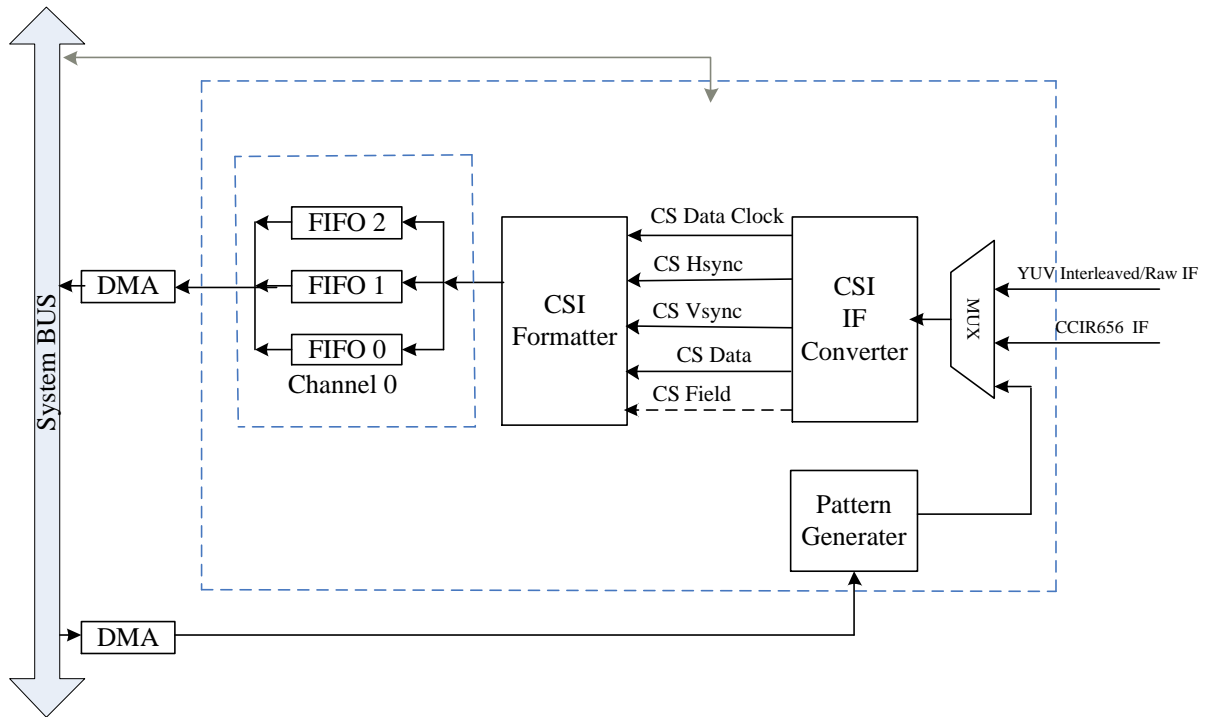 System BUS
DMA
FIFO 2
FIFO 1
FIFO 0
Channel 0
CSI
Formatter
CS Data Clock
CS Hsync
CS Vsync
CS Data
CS Field
CSI
IF
Converter
MUX
YUV Interleaved/Raw IF
CCIR656 IF
Pattern
Generater
DMA